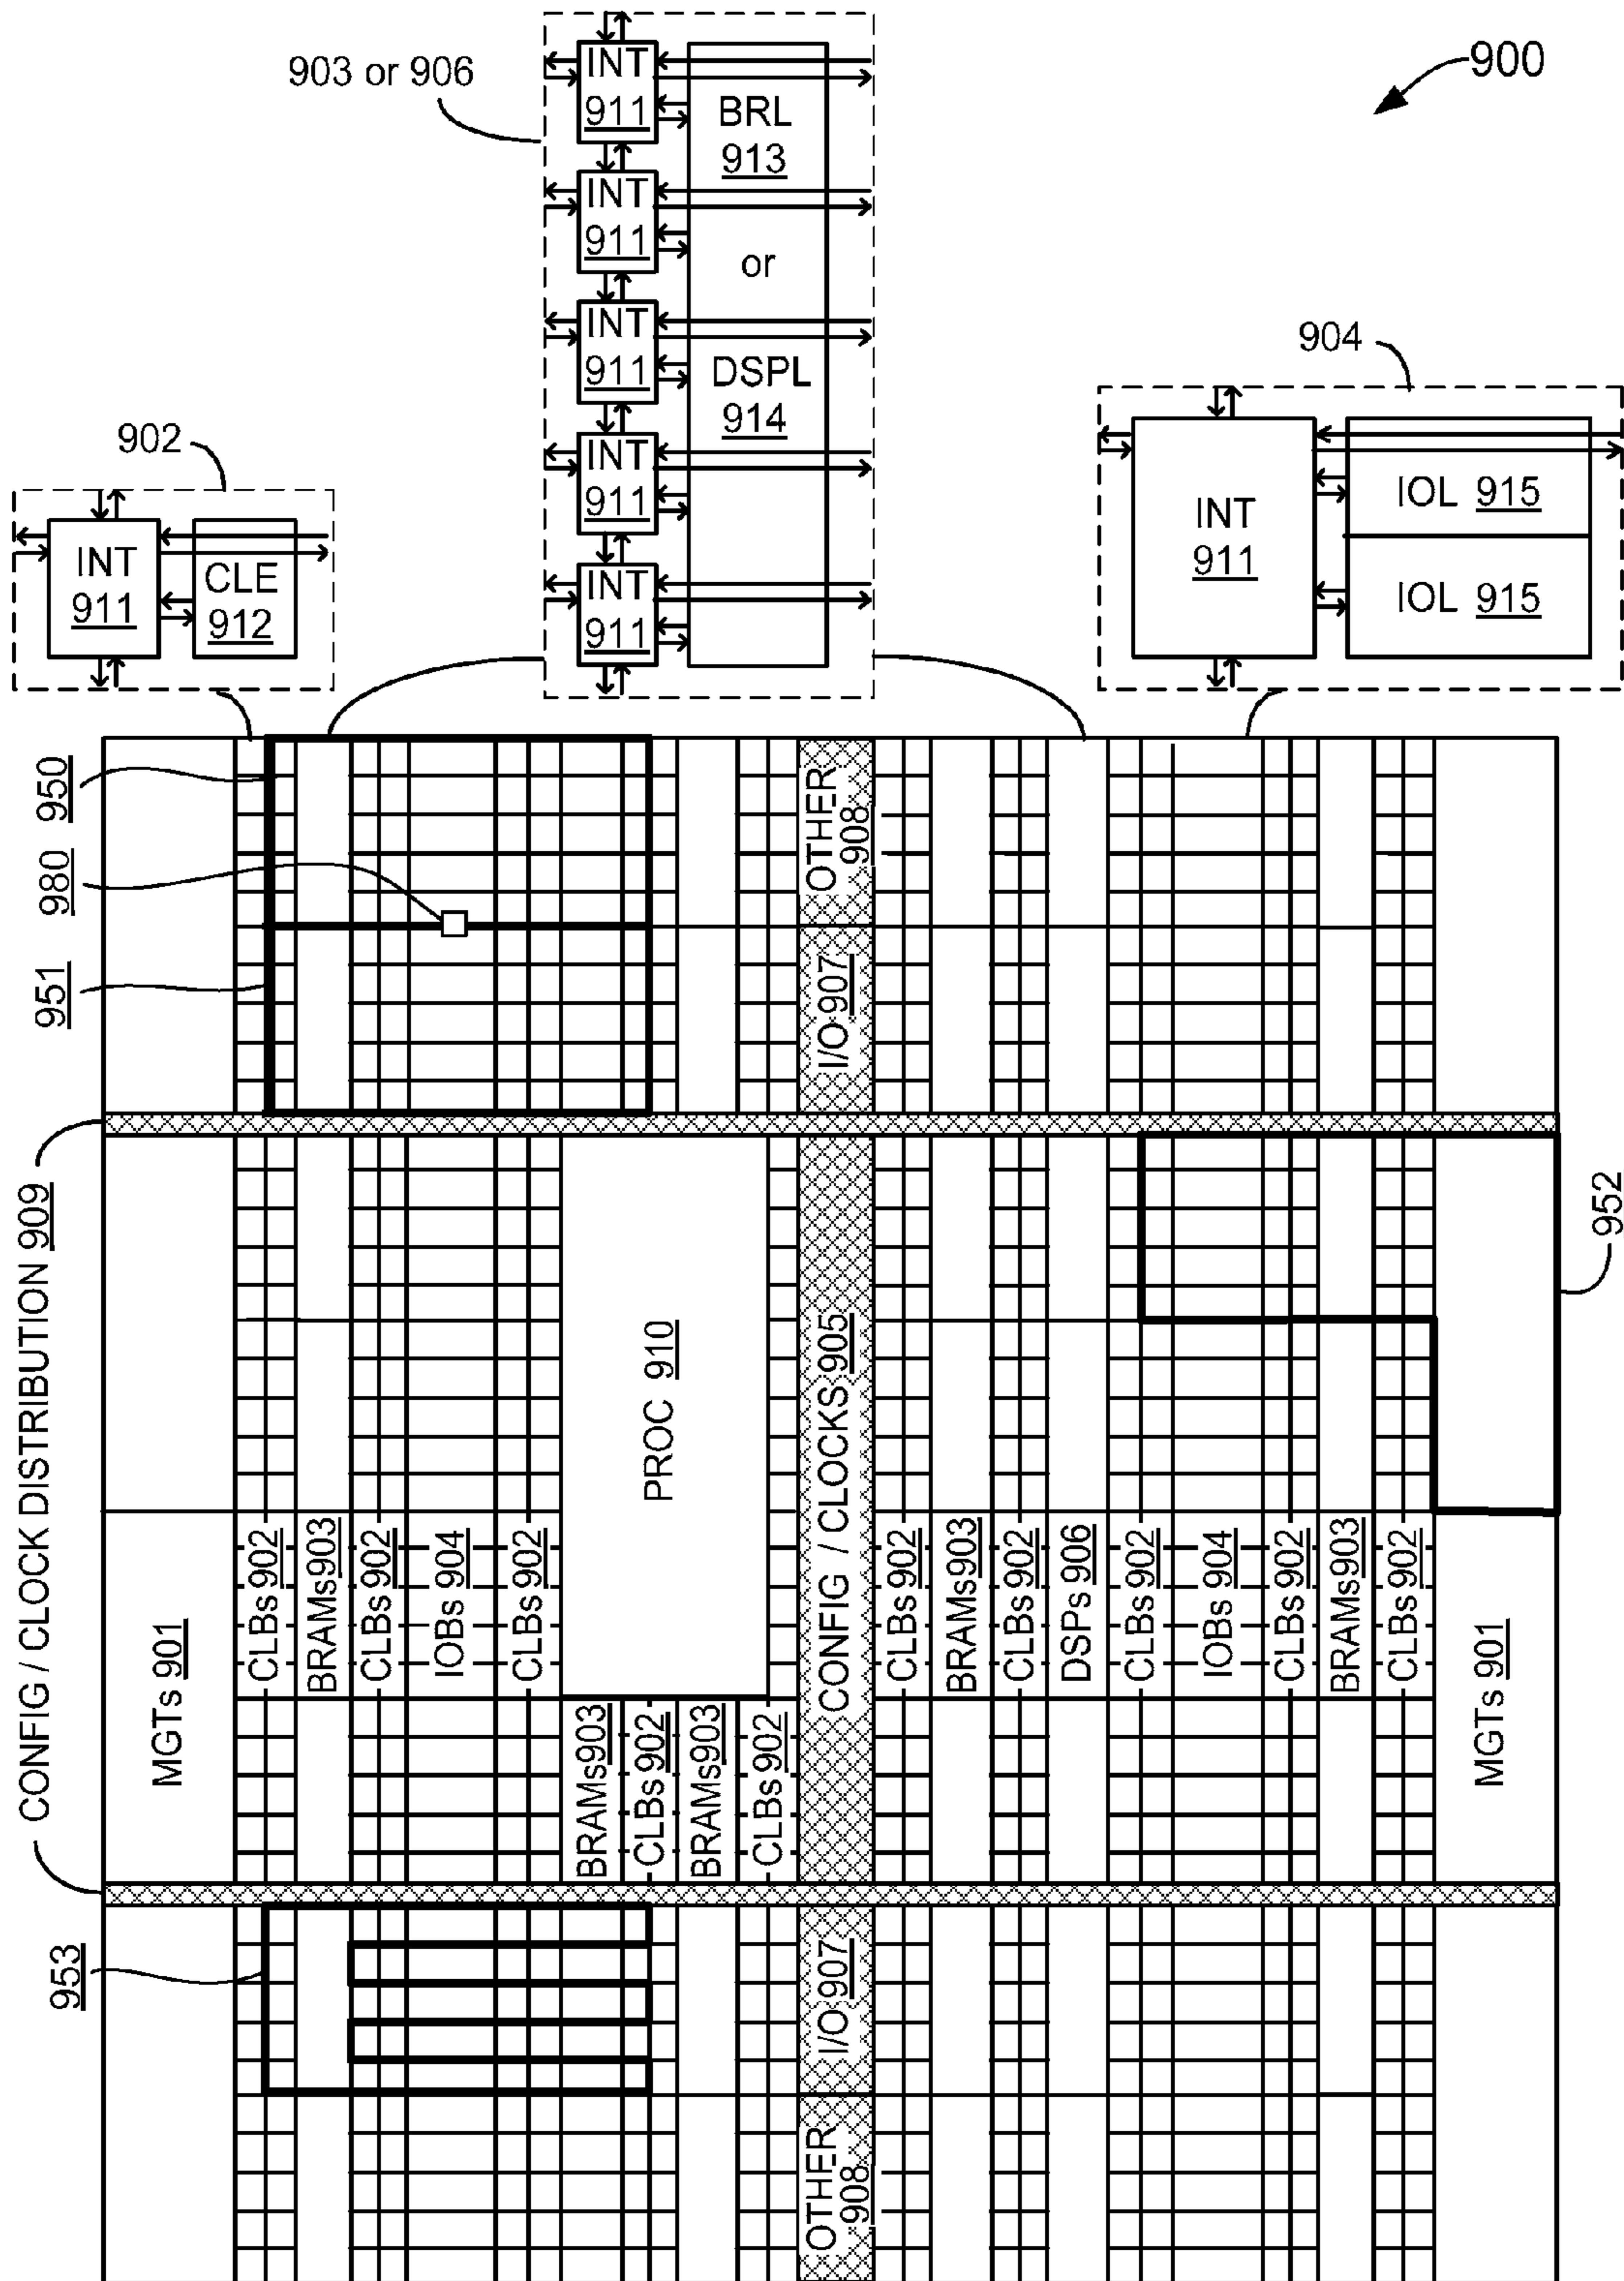 900
903 or 906
INT
911
INT
911
INT
911
INT
911
INT
911
BRL
913
or
DSPL
914
904
INT
911
IOL 915
IOL 915
902
INT
911
CLE
912
950
980
951
OTHER
908
I/O 907
CONFIG / CLOCK DISTRIBUTION 909
952
PROC 910
CONFIG / CLOCKS 905
MGTs 901
CLBs 902
BRAMs 903
CLBs 902
IOBs 904
CLBs 902
BRAMs 903
CLBs 902
BRAMs 903
CLBs 902
CLBs 902
BRAMs 903
CLBs 902
DSPs 906
CLBs 902
IOBs 904
CLBs 902
BRAMs 903
CLBs 902
MGTs 901
953
I/O 907
OTHER
908